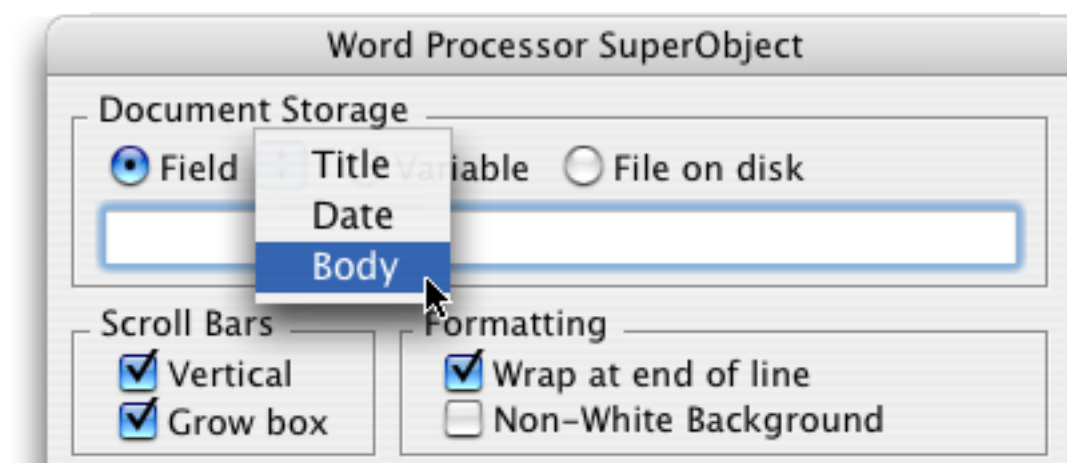 Word Processor SuperObject
Document Storage
Field Variable File on disk
Title
Date
Body
Scroll Bars Formatting
Vertical Wrap at end of line
Grow box Non-White Background